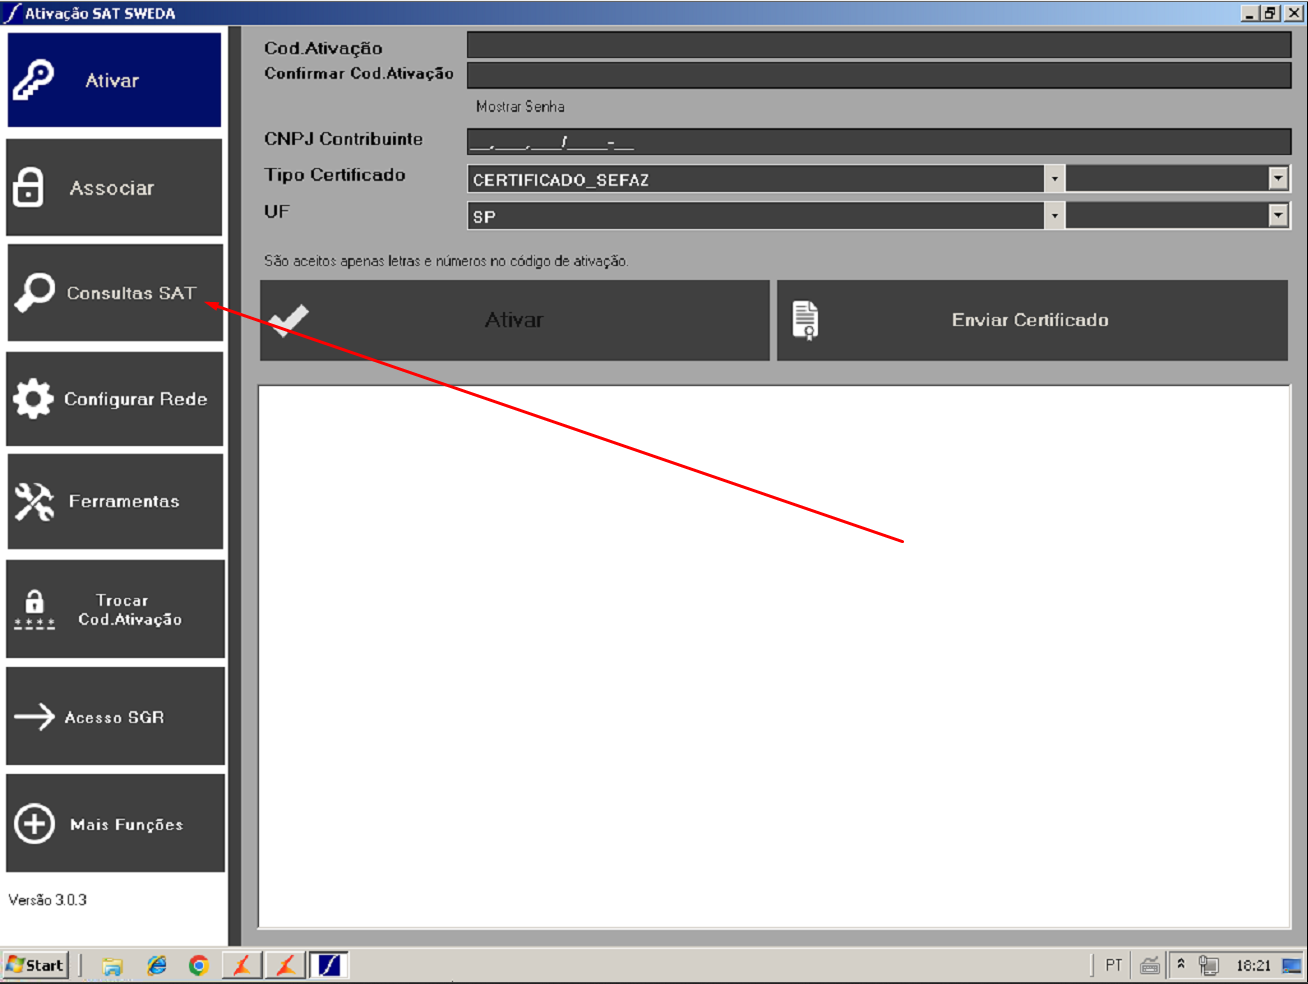 Ativação SAT SWEDA
Ativar
Associar
Consultas SAT
Configurar Rede
Ferramentas
Trocar
Cod.Ativação
****
Acesso SGR
Mais Funções
Versão 3.0.3
Cod.Ativação
Confirmar Cod.Ativação
Mostrar Senha
CNPJ Contribuinte
__.___.___/____-__
Tipo Certificado
CERTIFICADO_SEFAZ
UF
SP
São aceitos apenas letras e números no código de ativação.
Ativar
Enviar Certificado
Start
PT
18:21